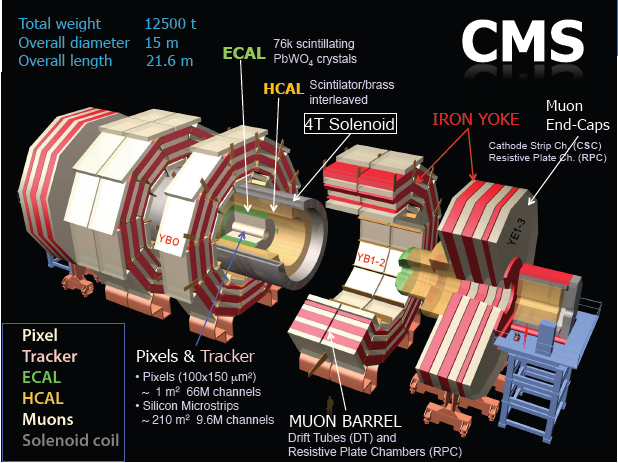 Total weight 12500 t
Overall diameter 15 m
Overall length 21.6 m
CMS
ECAL
76k scintillating
PbWO₄ crystals
HCAL
Scintilator/brass
interleaved
4T Solenoid
IRON YOKE
Muon
End-Caps
Cathode Strip Ch. (CSC)
Resistive Plate Ch. (RPC)
YB0
YB1-2
YE1-3
Pixel
Tracker
ECAL
HCAL
Muons
Solenoid coil
Pixels & Tracker
• Pixels (100x150 μm²)
~ 1 m² 66M channels
• Silicon Microstrips
~ 210 m² 9.6M channels
MUON BARREL
Drift Tubes (DT) and
Resistive Plate Chambers (RPC)